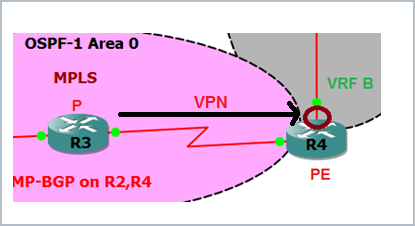 OSPF-1 Area 0
MPLS
VRF B
P
VPN
R3
R4
MP-BGP on R2,R4
PE